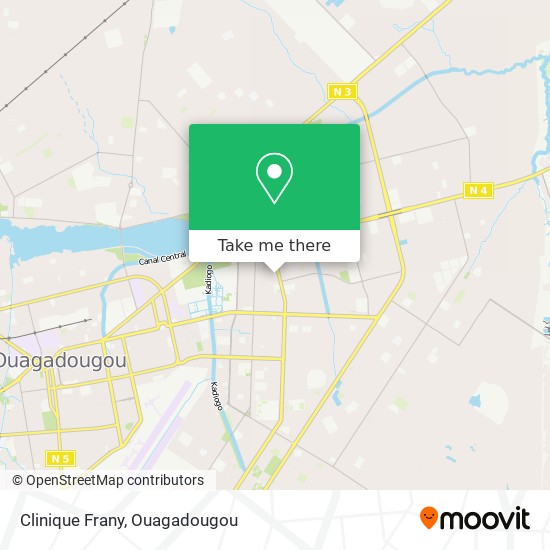 N 3
N 4
Take me there
Canal Central
Kadiogo
Ouagadougou
Kadiogo
N 5
© OpenStreetMap contributors
Clinique Frany, Ouagadougou
moovit